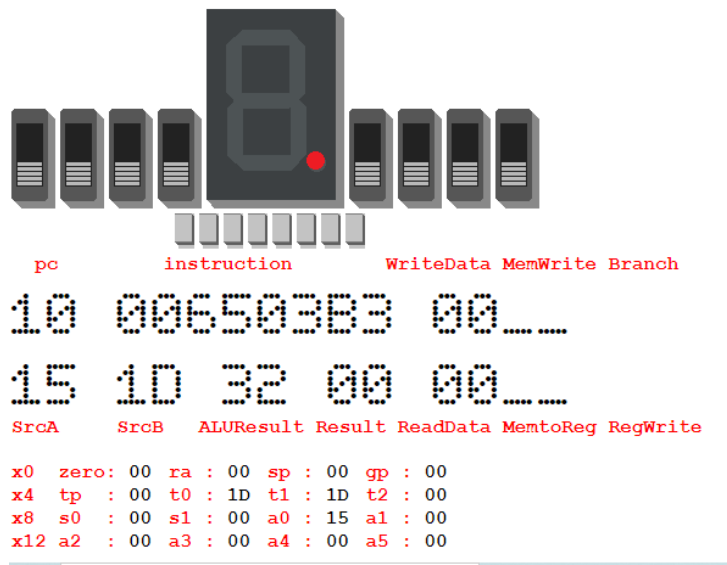 pc instruction WriteData MemWrite Branch
10 006503B3 00__
15 1D 32 00 00__
SrcA SrcB ALUResult Result ReadData MemtoReg RegWrite
x0 zero: 00 ra : 00 sp : 00 gp : 00
x4 tp : 00 t0 : 1D t1 : 1D t2 : 00
x8 s0 : 00 s1 : 00 a0 : 15 a1 : 00
x12 a2 : 00 a3 : 00 a4 : 00 a5 : 00